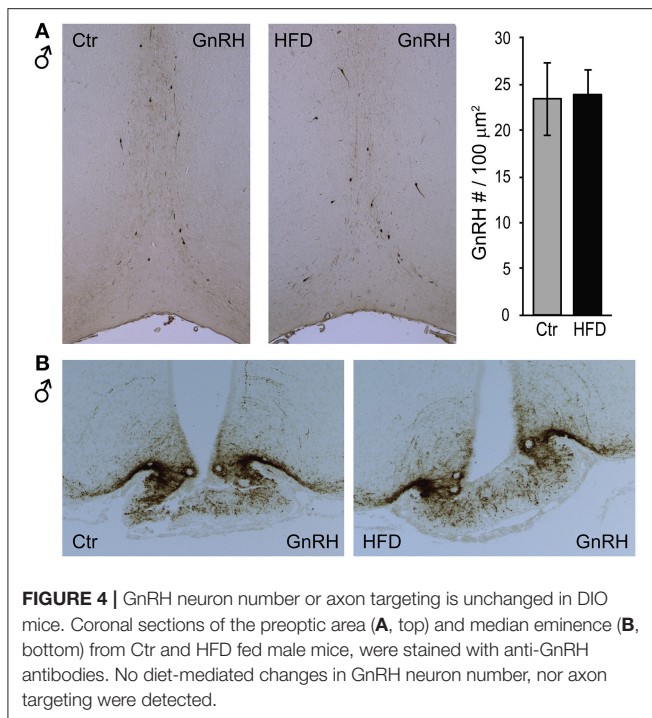 A
♂
Ctr GnRH
HFD GnRH
GnRH # / 100 µm²
30
25
20
15
10
5
0
Ctr HFD
B
♂
Ctr GnRH
HFD GnRH
FIGURE 4 | GnRH neuron number or axon targeting is unchanged in DIO
mice. Coronal sections of the preoptic area (A, top) and median eminence (B,
bottom) from Ctr and HFD fed male mice, were stained with anti-GnRH
antibodies. No diet-mediated changes in GnRH neuron number, nor axon
targeting were detected.